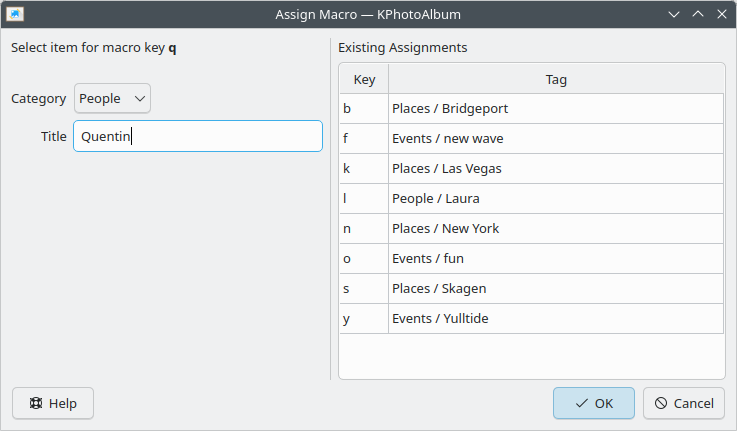 Assign Macro — KPhotoAlbum
Select item for macro key q
Category People
Title Quentin
Existing Assignments
Key Tag
b Places / Bridgeport
f Events / new wave
k Places / Las Vegas
l People / Laura
n Places / New York
o Events / fun
s Places / Skagen
y Events / Yulltide
Help
OK
Cancel